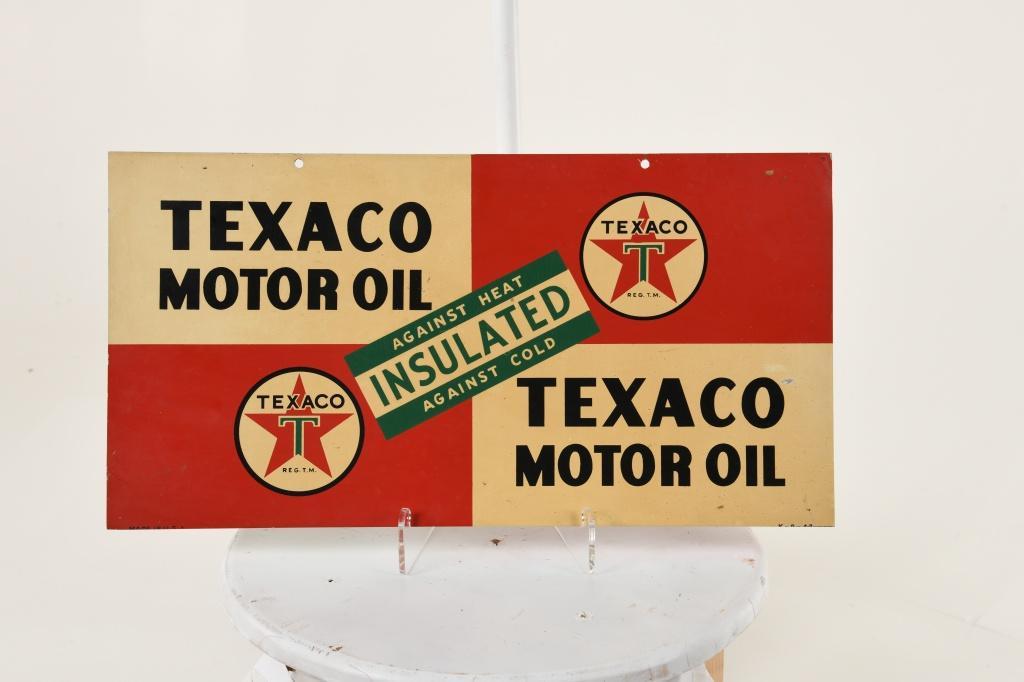 TEXACO
MOTOR OIL
TEXACO
T
REG. T.M.
AGAINST HEAT
INSULATED
AGAINST COLD
TEXACO
T
REG. T.M.
TEXACO
MOTOR OIL